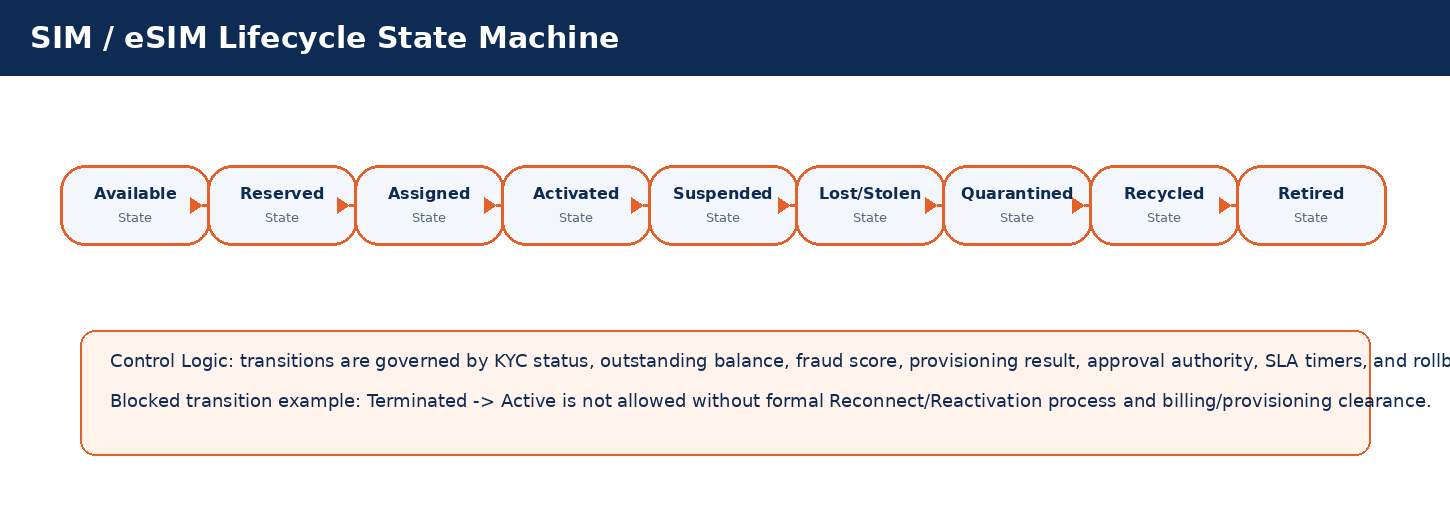 SIM / eSIM Lifecycle State Machine
Available Reserved Assigned Activated Suspended Lost/Stolen Quarantined Recycled Retired
State State State State State State State State State
Control Logic: transitions are governed by KYC status, outstanding balance, fraud score, provisioning result, approval authority, SLA timers, and
Blocked transition example: Terminated -> Active is not allowed without formal Reconnect/Reactivation process and billing/provisioning clearance.